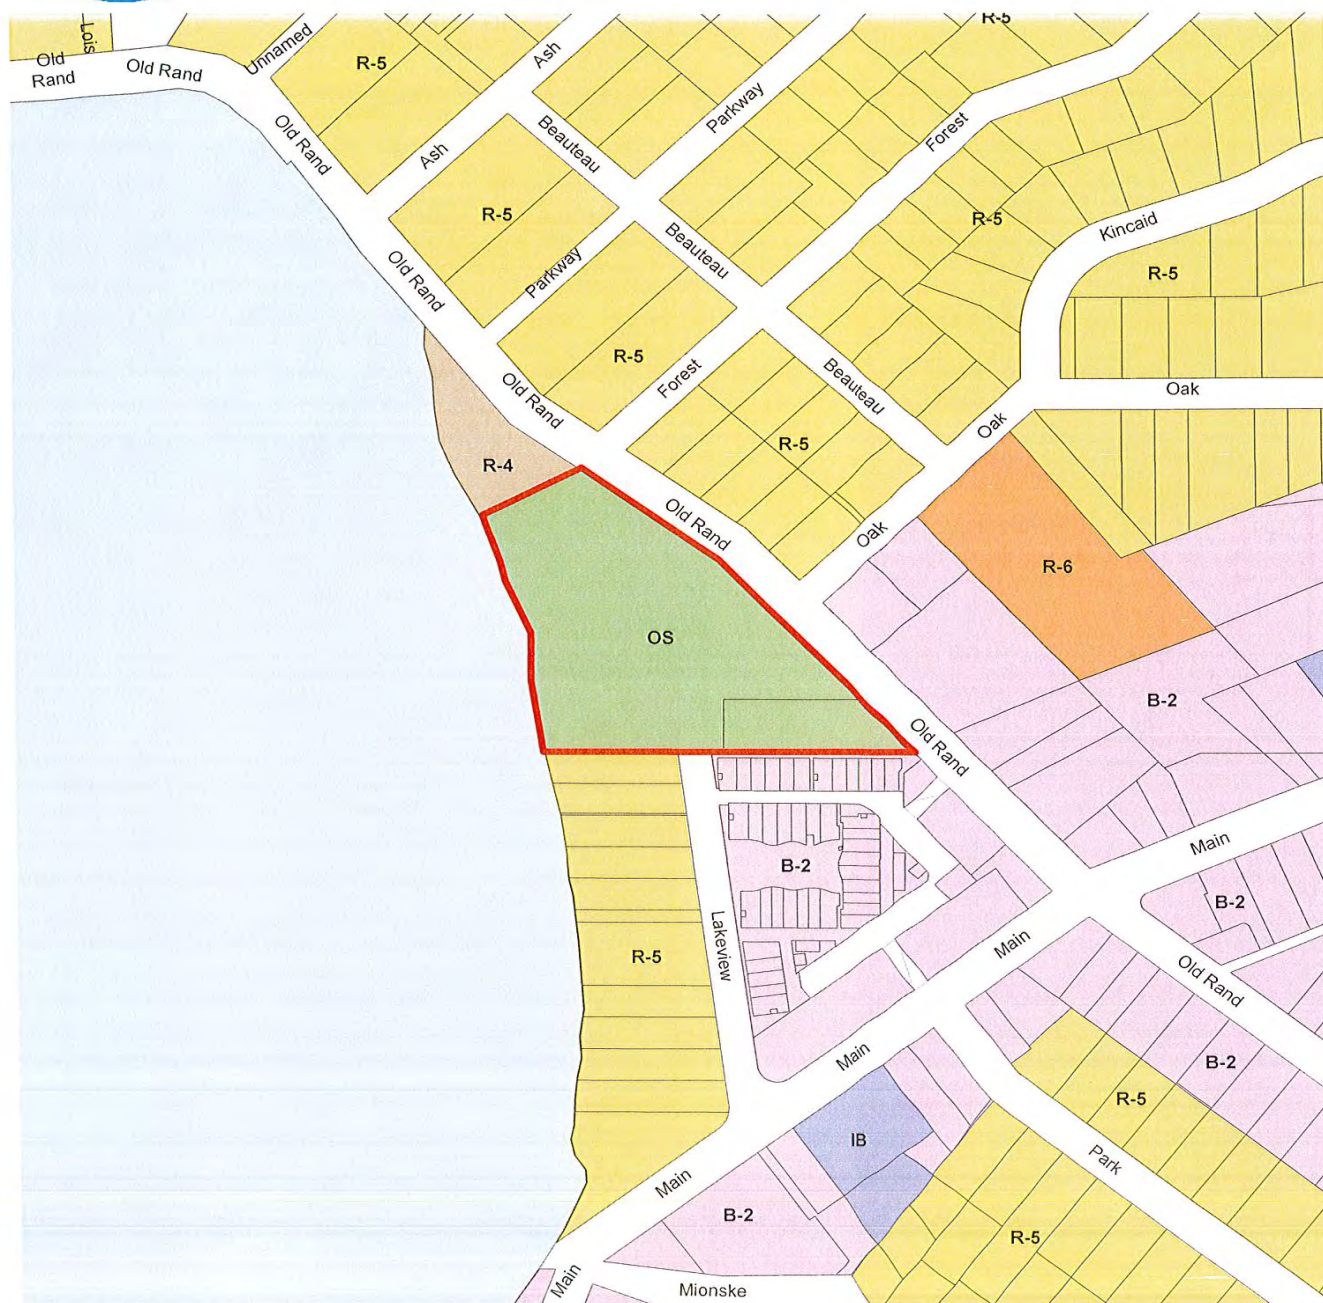 R-5
Lois
Unnamed
Old
Rand
Old Rand
R-5
Ash
Parkway
Old Rand
Beauteau
Forest
Ash
R-5
Beauteau
R-5
Kincaid
Old Rand
Parkway
R-5
R-5
Forest
Beauteau
Oak
Old Rand
Oak
R-5
R-4
Old Rand
Oak
R-6
OS
B-2
Old Rand
Main
B-2
B-2
Lakeview
Main
R-5
Old Rand
Main
B-2
R-5
IB
Park
Main
B-2
R-5
Main
Mionske